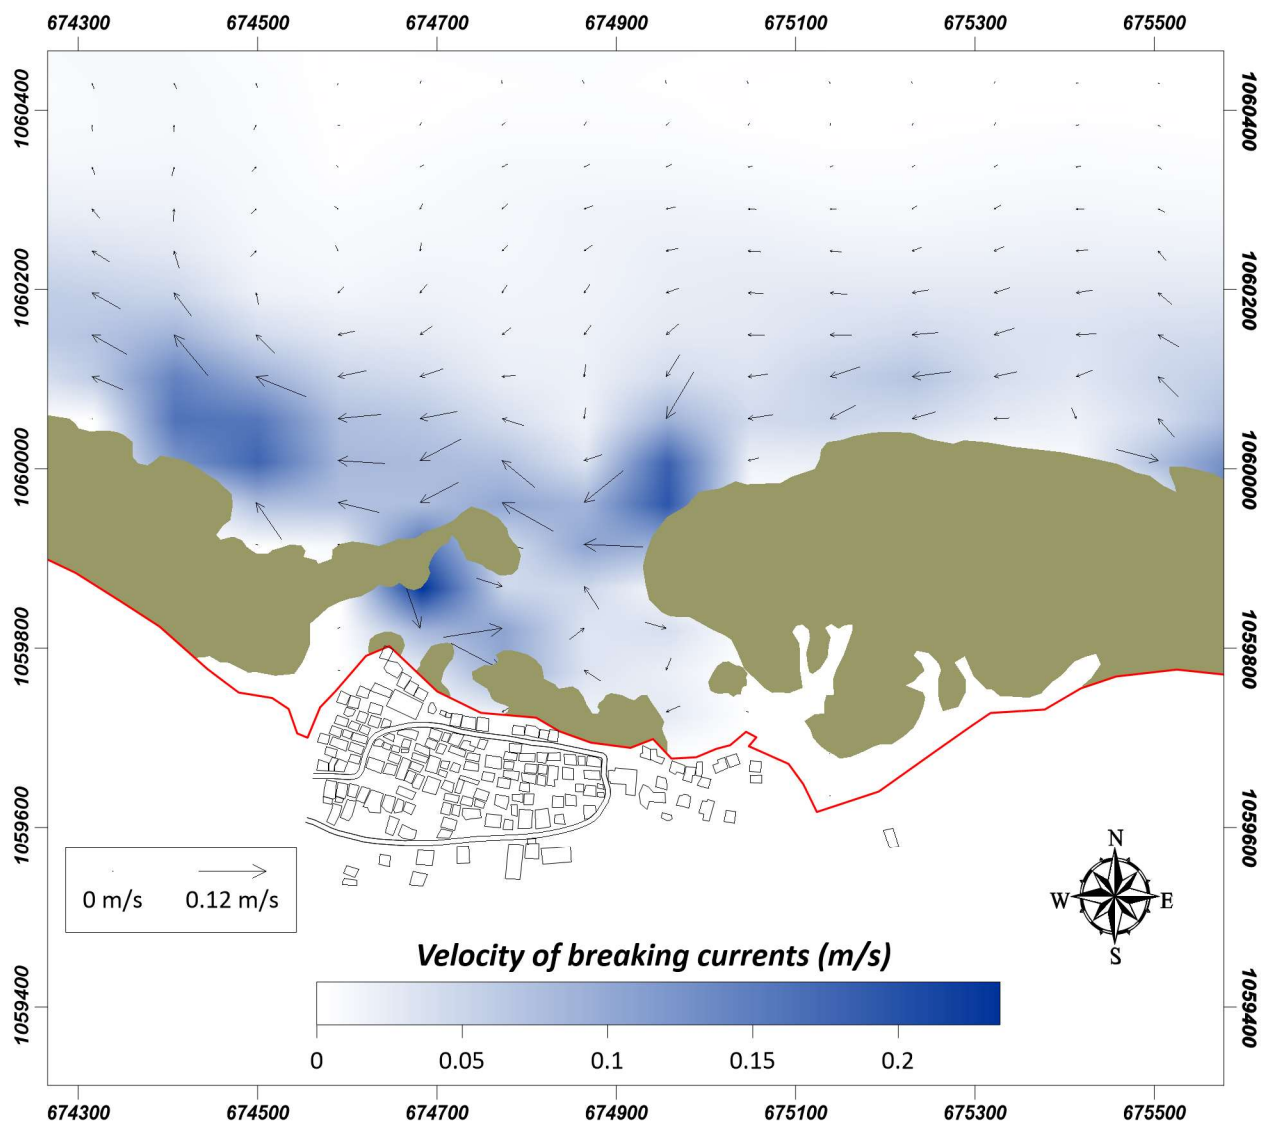 674300 674500 674700 674900 675100 675300 675500
1060400 1060400
1060200 1060200
1060000 1060000
1059800 1059800
1059600 1059600
1059400 1059400
0 m/s 0.12 m/s
N
W E
S
Velocity of breaking currents (m/s)
0 0.05 0.1 0.15 0.2
674300 674500 674700 674900 675100 675300 675500